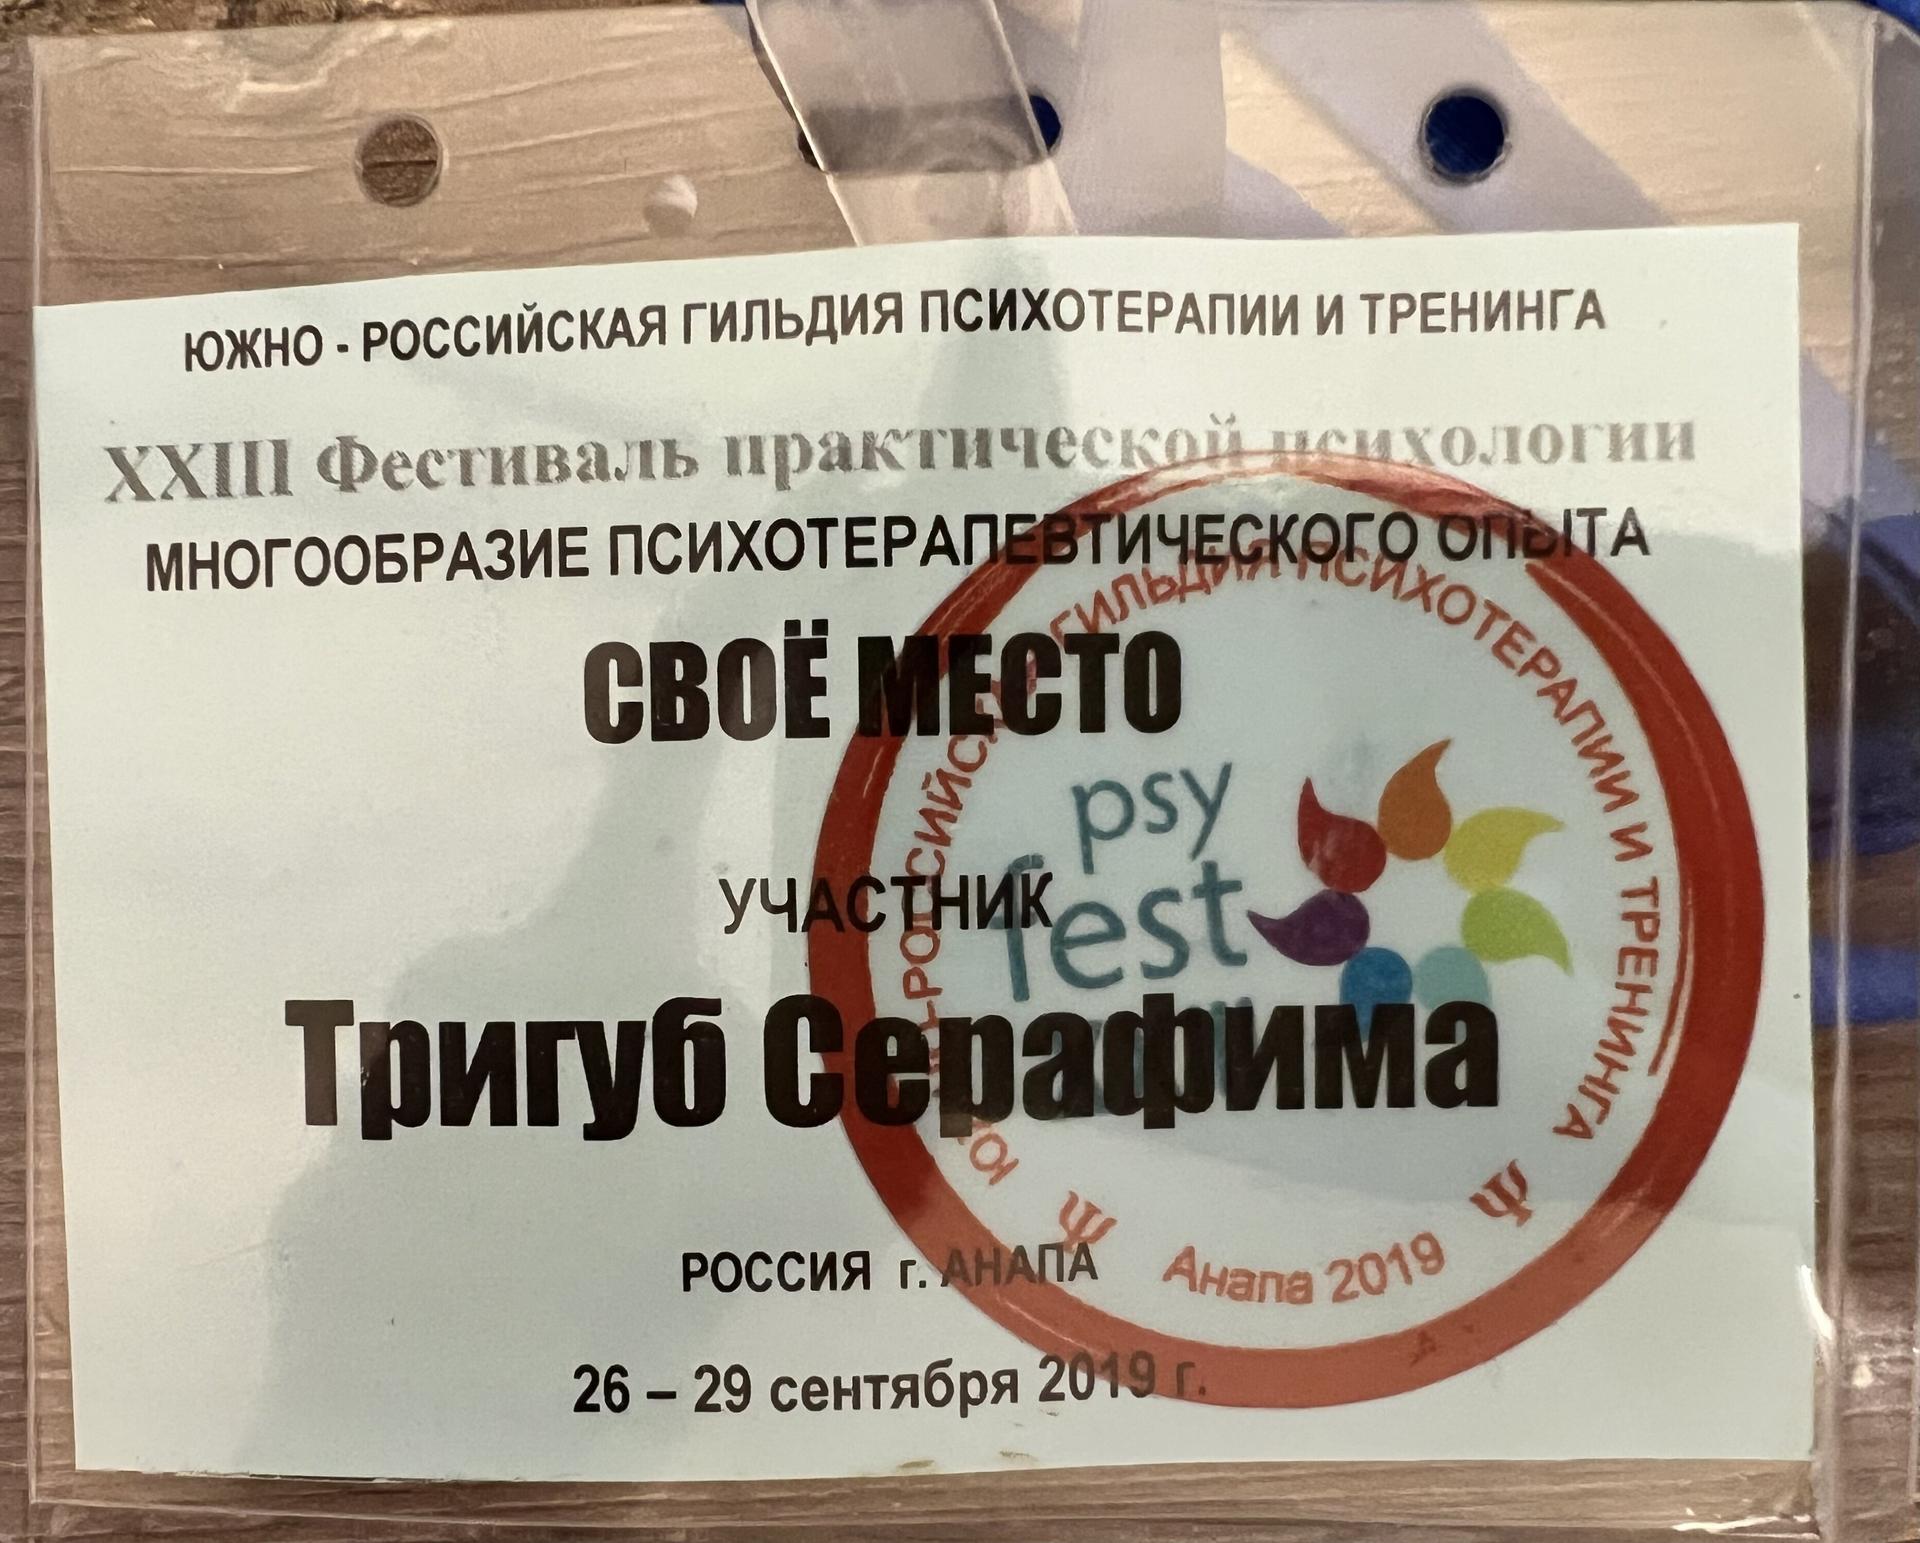 ЮЖНО - РОССИЙСКАЯ ГИЛЬДИЯ ПСИХОТЕРАПИИ И ТРЕНИНГА
XXIII Фестиваль практической психологии
МНОГООБРАЗИЕ ПСИХОТЕРАПЕВТИЧЕСКОГО ОПЫТА
СВОЁ МЕСТО
УЧАСТНИК
Тригуб Серафима
РОССИЯ г. АНАПА
26 – 29 сентября 2019 г.
ГИЛЬДИЯ ПСИХОТЕРАПИИ И ТРЕНИНГА
psy
fest
Ψ Анапа 2019 Ψ